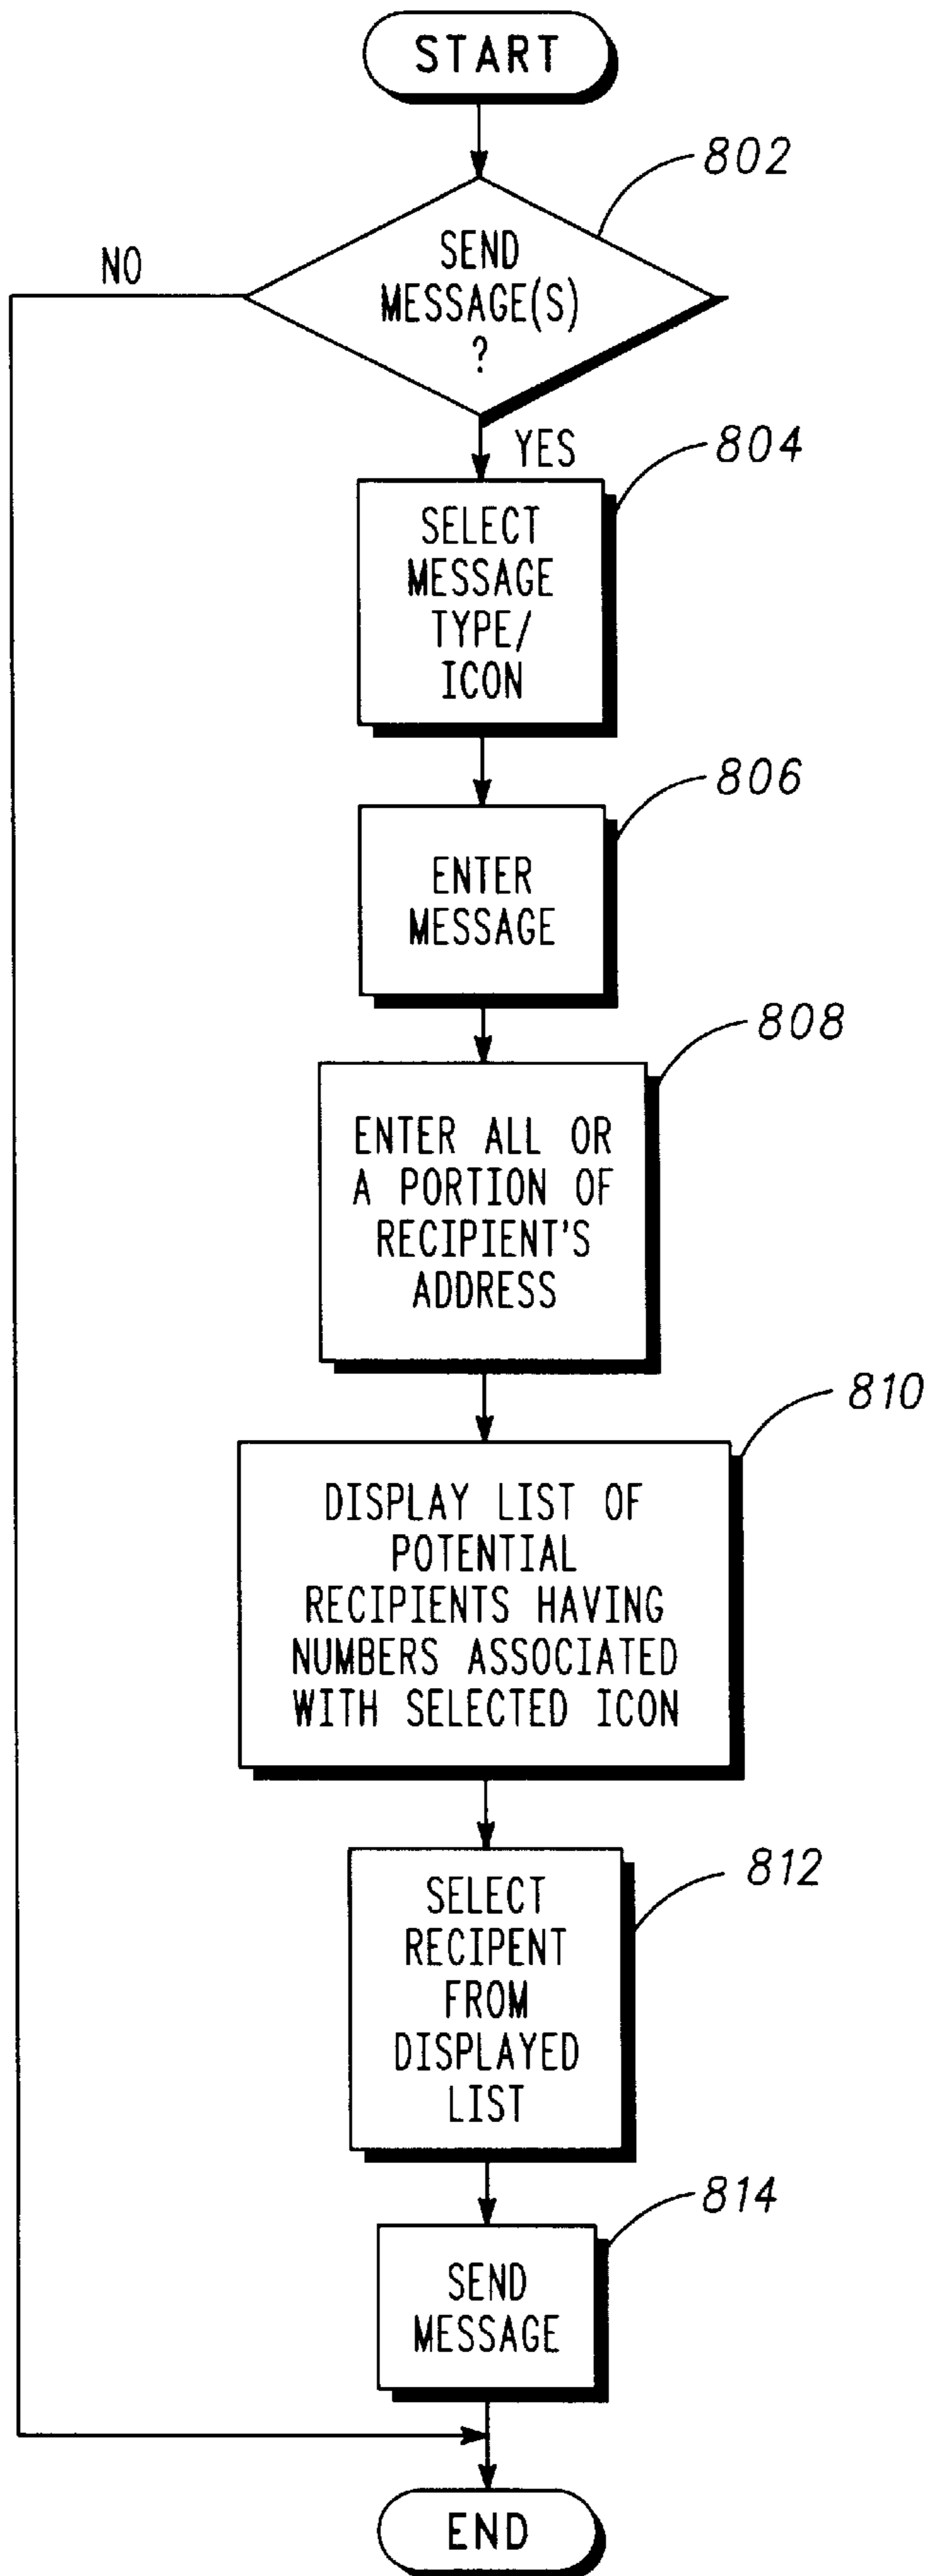 START
802
SEND
MESSAGE(S)
?
NO
YES
804
SELECT
MESSAGE
TYPE/
ICON
806
ENTER
MESSAGE
808
ENTER ALL OR
A PORTION OF
RECIPIENT'S
ADDRESS
810
DISPLAY LIST OF
POTENTIAL
RECIPIENTS HAVING
NUMBERS ASSOCIATED
WITH SELECTED ICON
812
SELECT
RECIPENT
FROM
DISPLAYED
LIST
814
SEND
MESSAGE
END